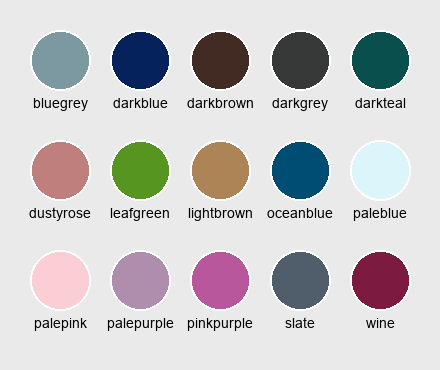 bluegrey darkblue darkbrown darkgrey darkteal
dustyrose leafgreen lightbrown oceanblue paleblue
palepink palepurple pinkpurple slate wine